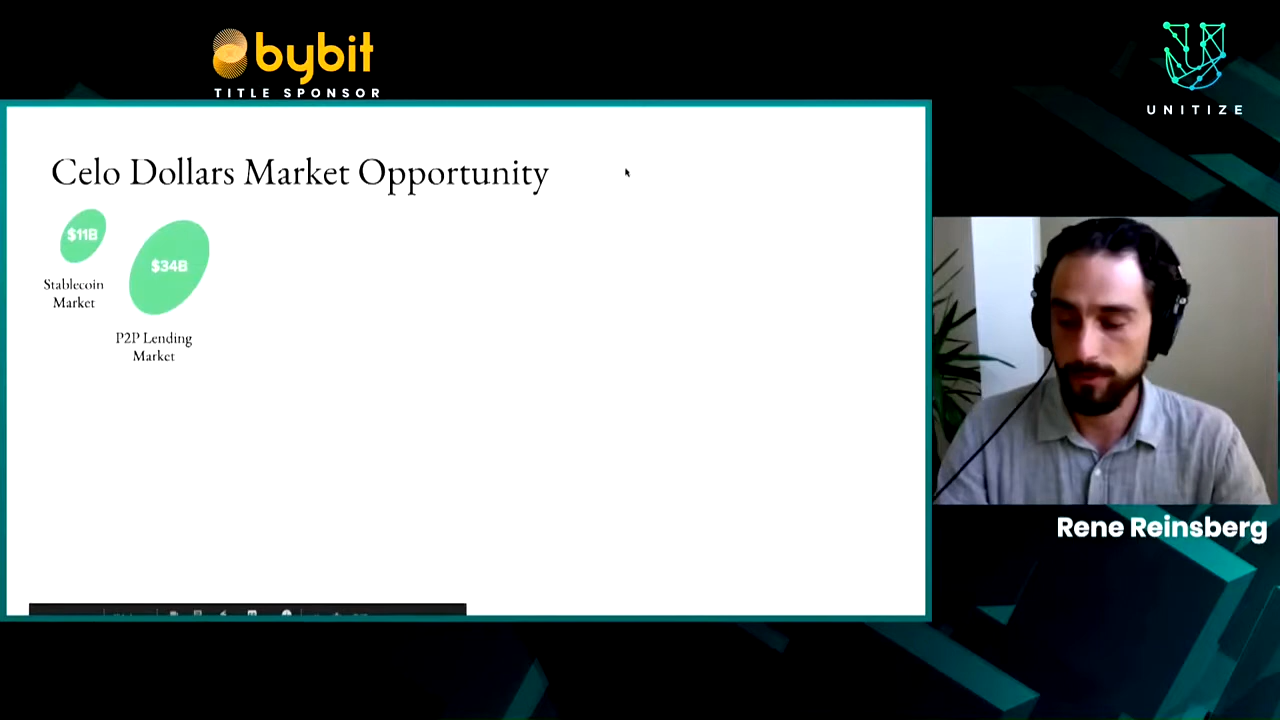 bybit
TITLE SPONSOR
UNITIZE
Celo Dollars Market Opportunity
$11B
$34B
Stablecoin
Market
P2P Lending
Market
Rene Reinsberg